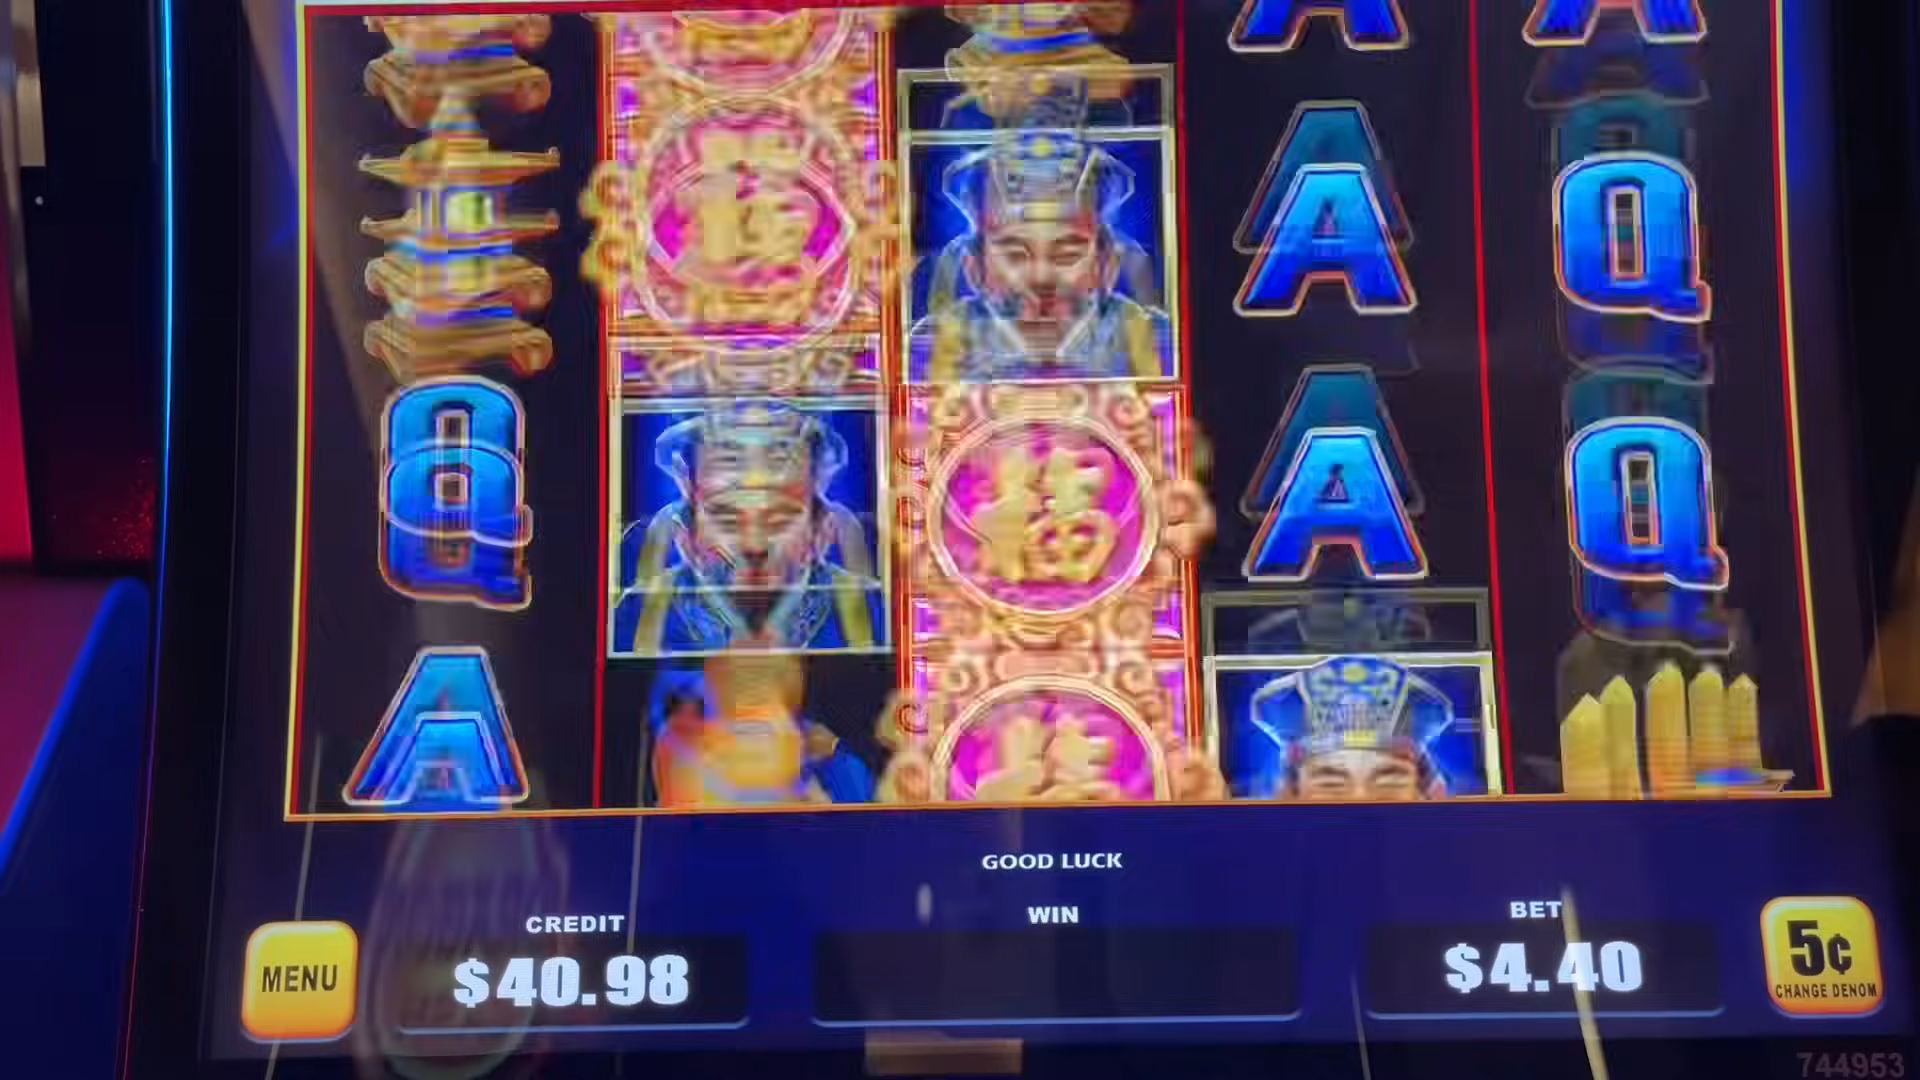 A A
A Q
Q A Q
A
GOOD LUCK
CREDIT WIN BET
MENU $40.98 $4.40 5¢
CHANGE DENOM
744953